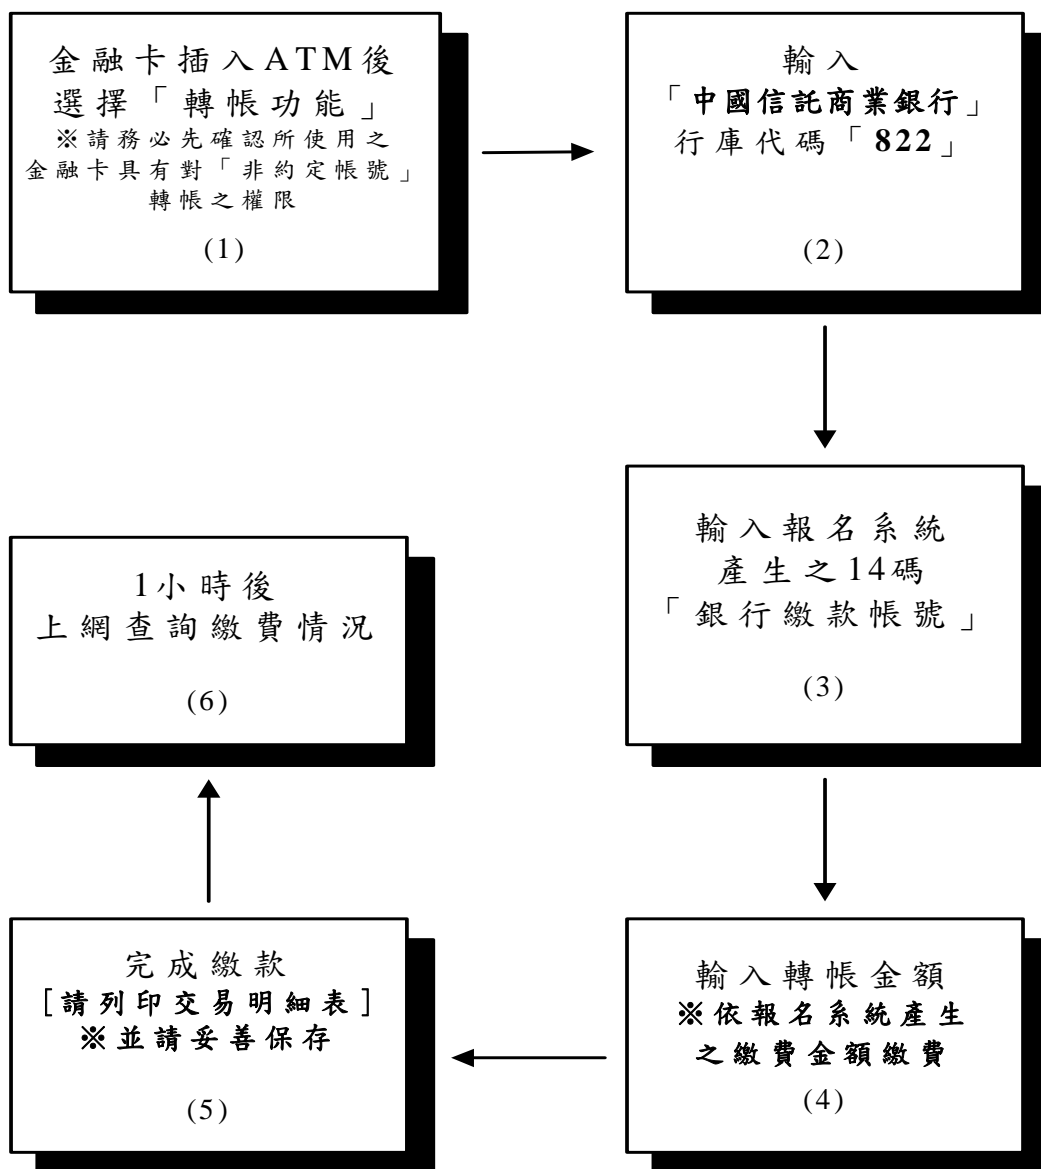 金融卡插入ATM後
選擇「轉帳功能」
※請務必先確認所使用之
金融卡具有對「非約定帳號」
轉帳之權限
(1)
輸入
「中國信託商業銀行」
行庫代碼「822」
(2)
輸入報名系統
產生之14碼
「銀行繳款帳號」
(3)
輸入轉帳金額
※依報名系統產生
之繳費金額繳費
(4)
完成繳款
[請列印交易明細表]
※並請妥善保存
(5)
1小時後
上網查詢繳費情況
(6)